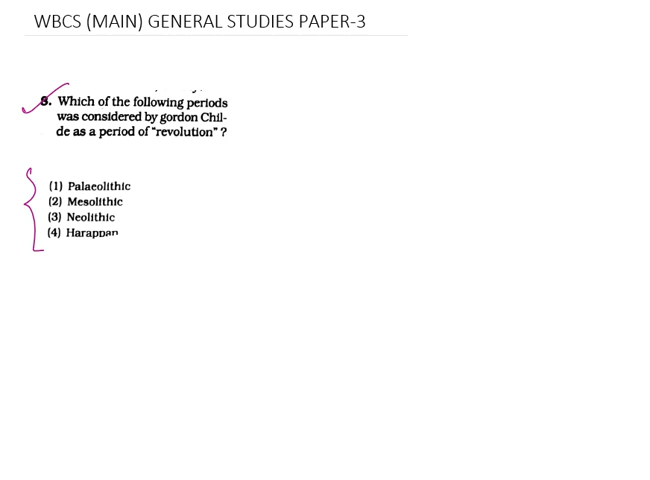 WBCS (MAIN) GENERAL STUDIES PAPER-3
8. Which of the following periods
was considered by gordon Chil-
de as a period of "revolution" ?
(1) Palaeolithic
(2) Mesolithic
(3) Neolithic
(4) Harappan